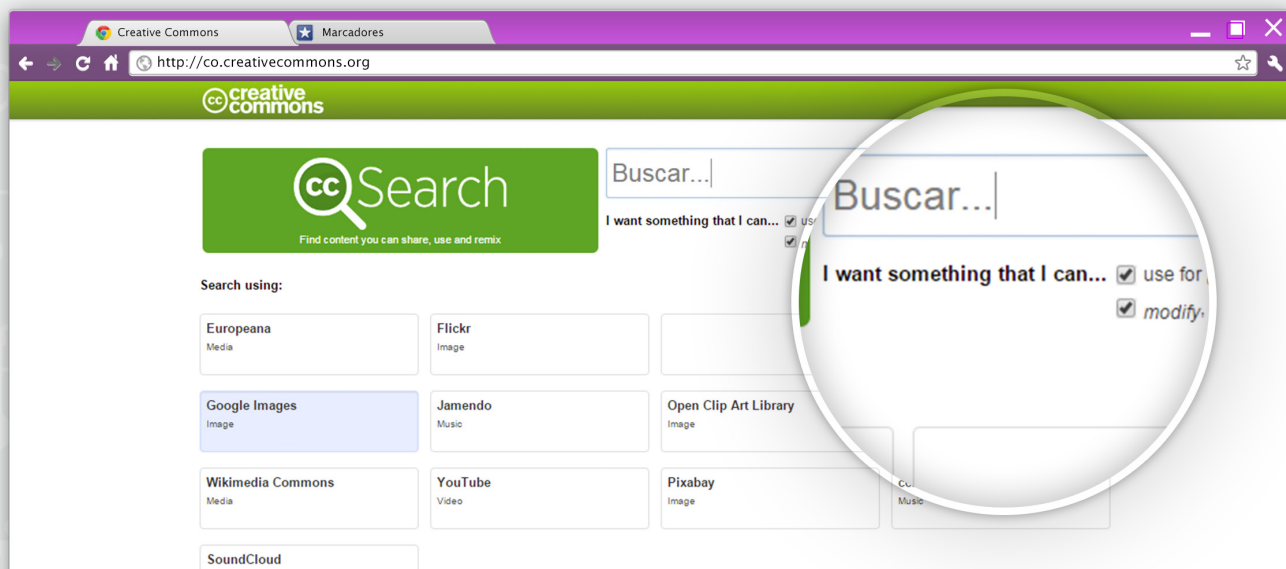 Creative Commons
Marcadores
http://co.creativecommons.org
cc creative
commons
cc Search
Find content you can share, use and remix
Buscar...
I want something that I can...
Buscar...
I want something that I can... use for
modify,
Search using:
Europeana
Media
Flickr
Image
Google Images
Image
Jamendo
Music
Open Clip Art Library
Image
Wikimedia Commons
Media
YouTube
Video
Pixabay
Image
Music
SoundCloud